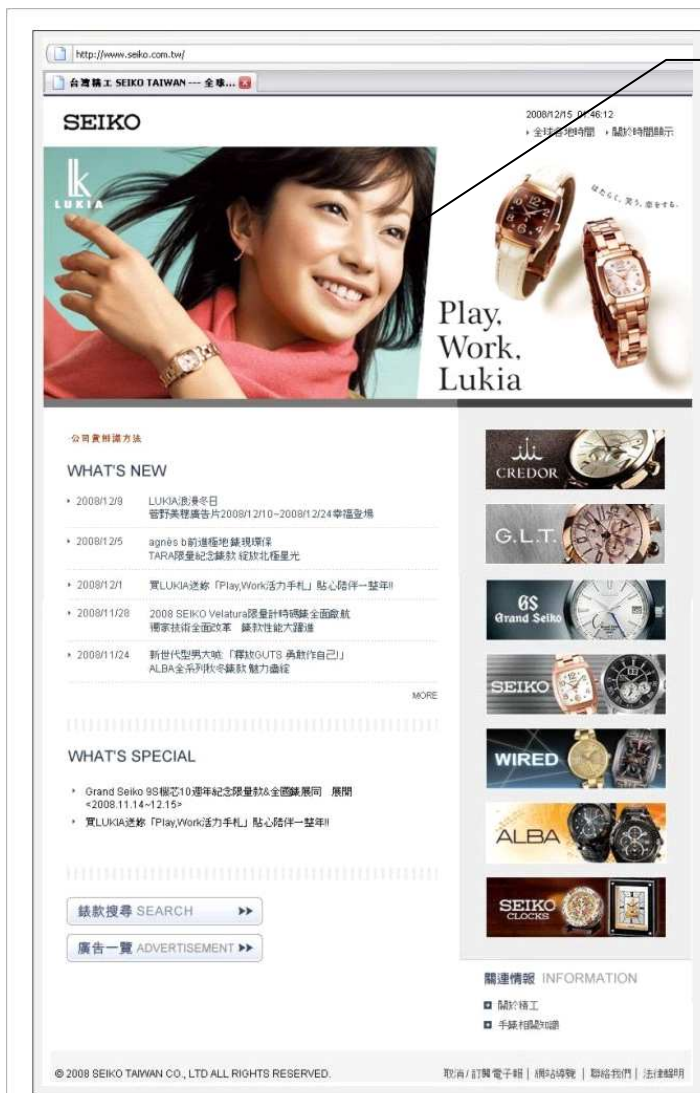 http://www.seiko.com.tw/
台灣精工 SEIKO TAIWAN --- 全球...
SEIKO
2008/12/15 01:46:12
全球各地時間 關於時間顯示
LUKIA
はたらく、笑う、恋をする。
Play,
Work,
Lukia
WHAT'S NEW
2008/12/9 LUKIA浪漫冬日
菅野美穗廣告片2008/12/10~2008/12/24幸福登場
2008/12/5 agnès b前進極地 錶現環保
TARA限量紀念錶款 綻放北極星光
2008/12/1 買LUKIA送妳「Play,Work活力手札」貼心陪伴一整年!!
2008/11/28 2008 SEIKO Velatura限量計時碼錶全面啟航
獨家技術全面改革 錶款性能大躍進
2008/11/24 新世代型男大喊:「釋放GUTS 勇敢作自己!」
ALBA全系列秋冬錶款 魅力盡綻
MORE
WHAT'S SPECIAL
Grand Seiko 9S機芯10週年紀念限量款&全國錶展同 展開
<2008.11.14~12.15>
買LUKIA送妳「Play,Work活力手札」貼心陪伴一整年!!
錶款搜尋 SEARCH
廣告一覽 ADVERTISEMENT
CREDOR
G.L.T.
GS
Grand Seiko
SEIKO
WIRED
ALBA
SEIKO
CLOCKS
關連情報 INFORMATION
關於精工
手錶相關知識
© 2008 SEIKO TAIWAN CO., LTD ALL RIGHTS RESERVED.
取消/訂閱電子報 | 網站導覽 | 聯絡我們 | 法律聲明